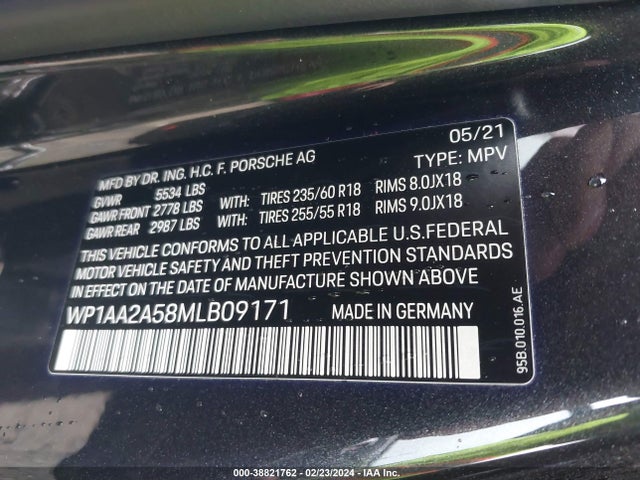 MFD BY DR. ING. H.C. F. PORSCHE AG 05/21
GVWR 5534 LBS TYPE: MPV
GAWR FRONT 2778 LBS WITH: TIRES 235/60 R18 RIMS 8.0JX18
GAWR REAR 2987 LBS WITH: TIRES 255/55 R18 RIMS 9.0JX18
THIS VEHICLE CONFORMS TO ALL APPLICABLE U.S.FEDERAL
MOTOR VEHICLE SAFETY AND THEFT PREVENTION STANDARDS
IN EFFECT ON THE DATE OF MANUFACTURE SHOWN ABOVE
WP1AA2A58MLB09171 MADE IN GERMANY
95B.010.016.AE
000-38821762 - 02/23/2024 - IAA Inc.